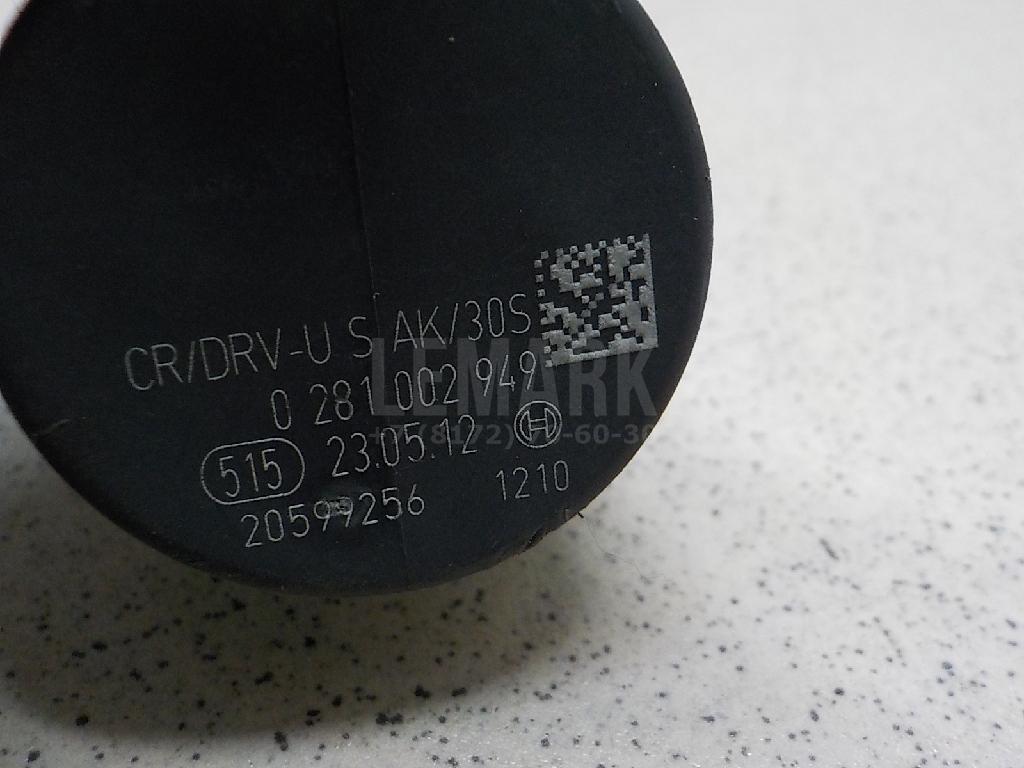 CR/DRV-U S AK/30S
0 281 002 949
515 23.05.12
20599256 1210
LEMARK